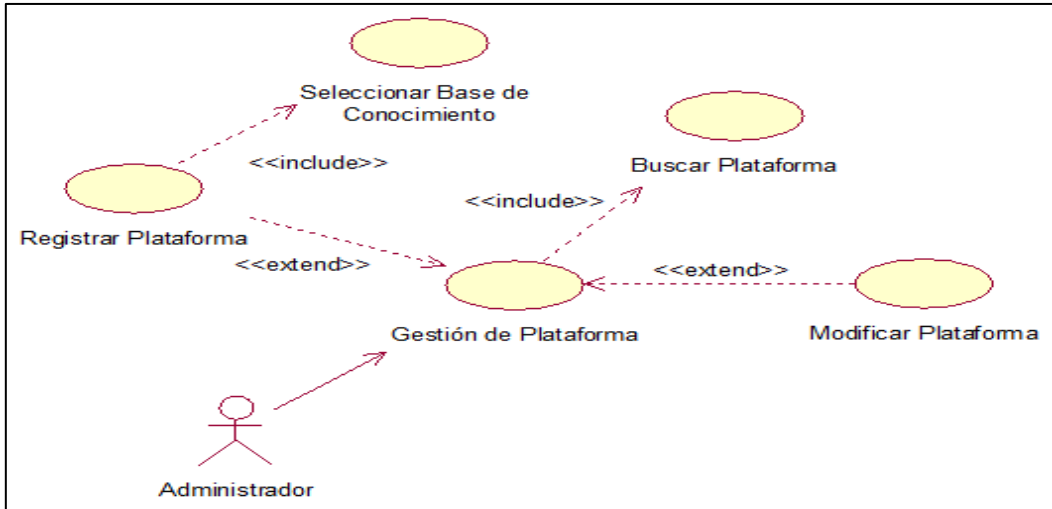 Seleccionar Base de
Conocimiento
<<include>>
Buscar Plataforma
<<include>>
Registrar Plataforma
<<extend>>
<<extend>>
Gestión de Plataforma
Modificar Plataforma
Administrador